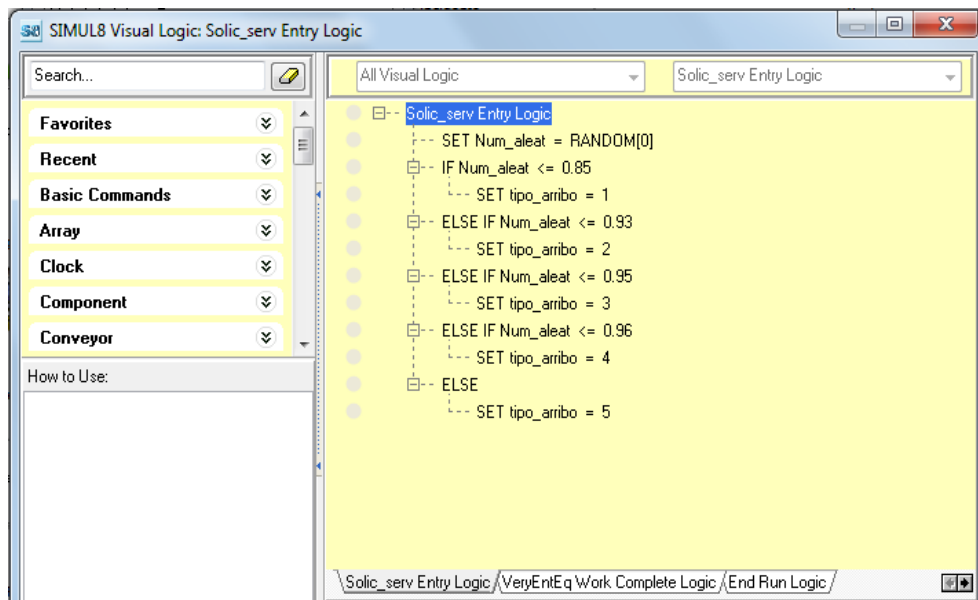 SIMUL8 Visual Logic: Solic_serv Entry Logic
Search...
Favorites
Recent
Basic Commands
Array
Clock
Component
Conveyor
How to Use:
All Visual Logic
Solic_serv Entry Logic
Solic_serv Entry Logic
SET Num_aleat = RANDOM[0]
IF Num_aleat <= 0.85
SET tipo_arribo = 1
ELSE IF Num_aleat <= 0.93
SET tipo_arribo = 2
ELSE IF Num_aleat <= 0.95
SET tipo_arribo = 3
ELSE IF Num_aleat <= 0.96
SET tipo_arribo = 4
ELSE
SET tipo_arribo = 5
Solic_serv Entry Logic VeryEntEq Work Complete Logic End Run Logic